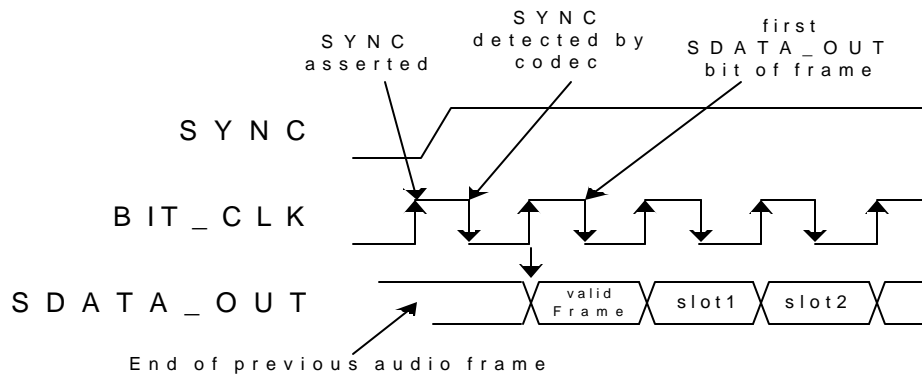 SYNC
asserted
SYNC
detected by
codec
first
SDATA_OUT
bit of frame
SYNC
BIT_CLK
SDATA_OUT
valid
Frame
slot1
slot2
End of previous audio frame